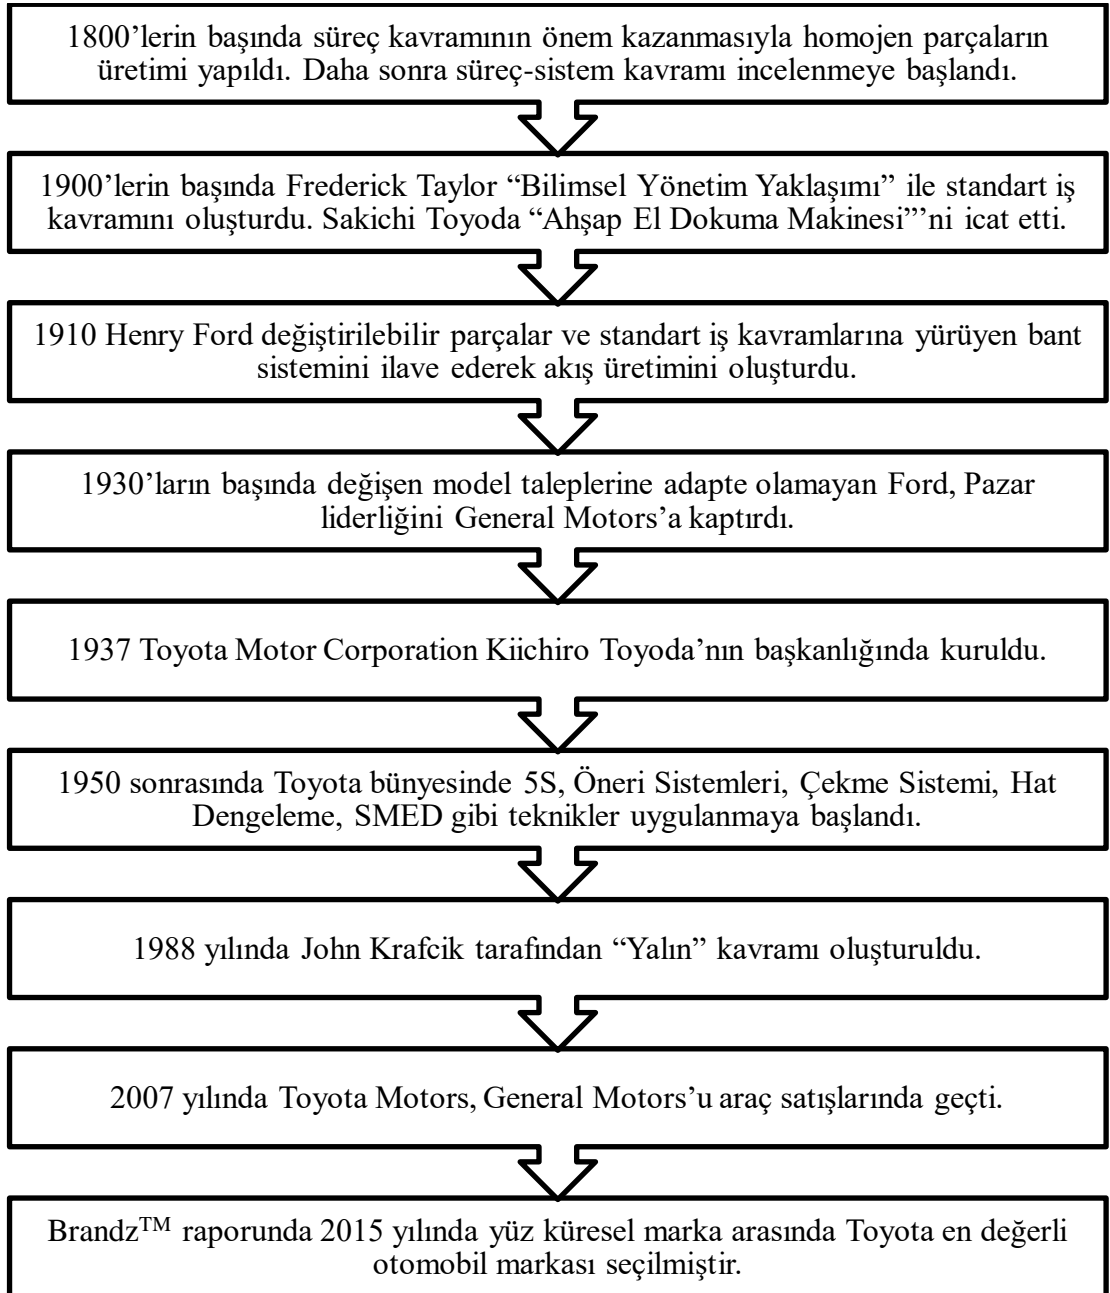 1800’lerin başında süreç kavramının önem kazanmasıyla homojen parçaların
üretimi yapıldı. Daha sonra süreç-sistem kavramı incelenmeye başlandı.
1900’lerin başında Frederick Taylor “Bilimsel Yönetim Yaklaşımı” ile standart iş
kavramını oluşturdu. Sakichi Toyoda “Ahşap El Dokuma Makinesi”’ni icat etti.
1910 Henry Ford değiştirilebilir parçalar ve standart iş kavramlarına yürüyen bant
sistemini ilave ederek akış üretimini oluşturdu.
1930’ların başında değişen model taleplerine adapte olamayan Ford, Pazar
liderliğini General Motors’a kaptırdı.
1937 Toyota Motor Corporation Kiichiro Toyoda’nın başkanlığında kuruldu.
1950 sonrasında Toyota bünyesinde 5S, Öneri Sistemleri, Çekme Sistemi, Hat
Dengeleme, SMED gibi teknikler uygulanmaya başlandı.
1988 yılında John Krafcik tarafından “Yalın” kavramı oluşturuldu.
2007 yılında Toyota Motors, General Motors’u araç satışlarında geçti.
Brandz™ raporunda 2015 yılında yüz küresel marka arasında Toyota en değerli
otomobil markası seçilmiştir.